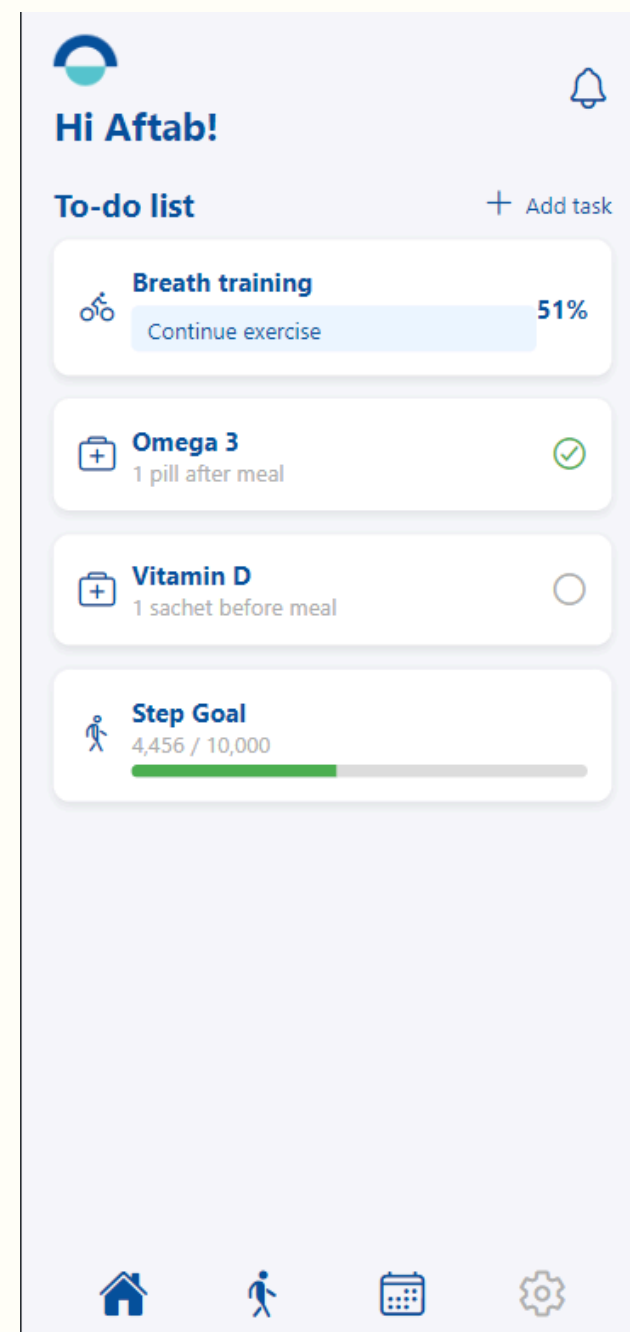 Hi Aftab!
To-do list
Add task
Breath training
Continue exercise
51%
Omega 3
1 pill after meal
Vitamin D
1 sachet before meal
Step Goal
4,456 / 10,000